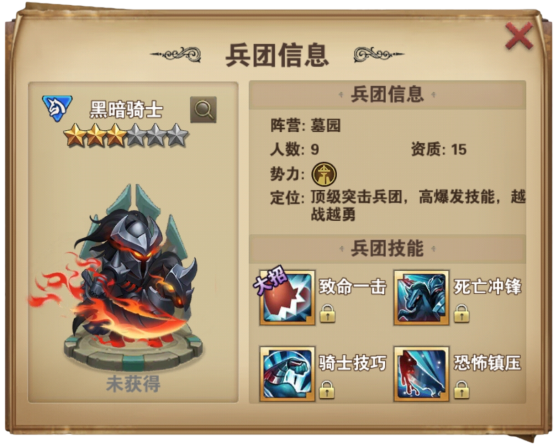 兵团信息
黑暗骑士
未获得
兵团信息
阵营: 墓园
人数: 9 资质: 15
势力:
定位: 顶级突击兵团，高爆发技能，越
战越勇
兵团技能
大招
致命一击 死亡冲锋
骑士技巧 恐怖镇压